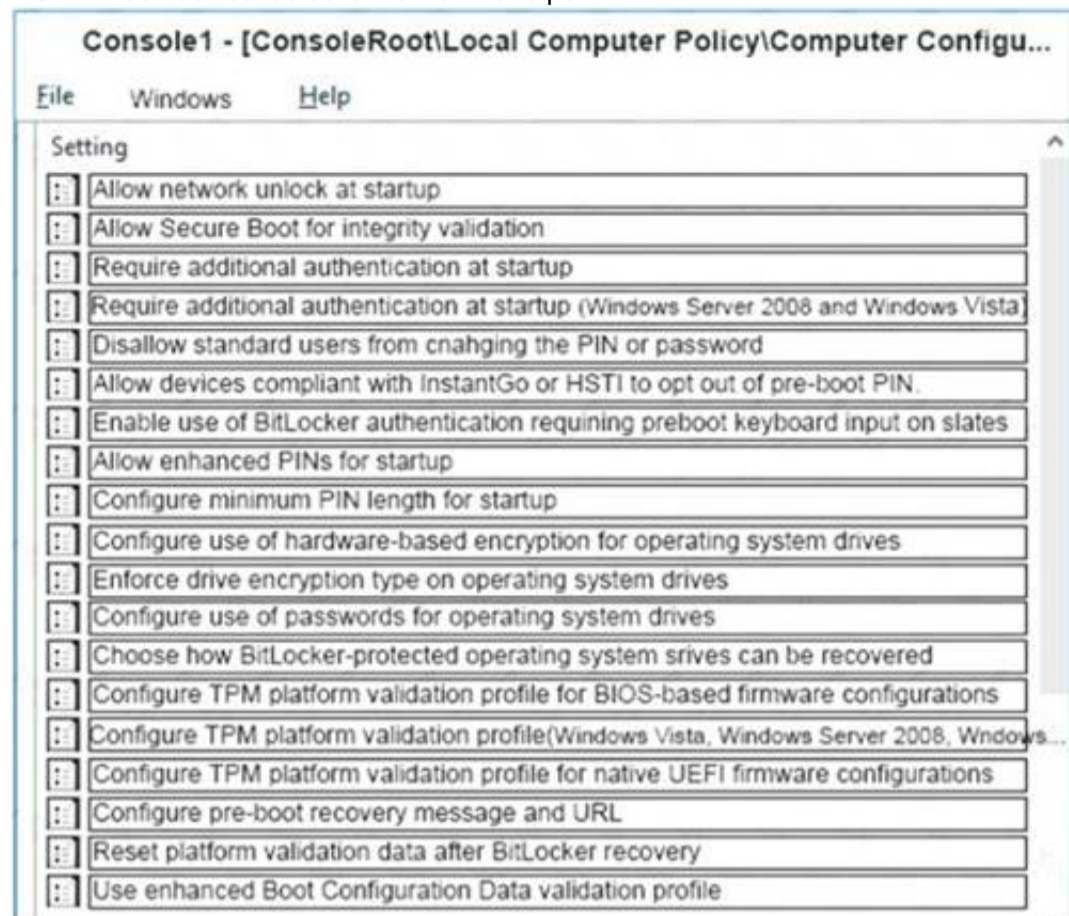 Console1 - [ConsoleRoot\Local Computer Policy\Computer Configu...
File Windows Help
Setting
Allow network unlock at startup
Allow Secure Boot for integrity validation
Require additional authentication at startup
Require additional authentication at startup (Windows Server 2008 and Windows Vista)
Disallow standard users from cnahging the PIN or password
Allow devices compliant with InstantGo or HSTI to opt out of pre-boot PIN.
Enable use of BitLocker authentication requining preboot keyboard input on slates
Allow enhanced PINs for startup
Configure minimum PIN length for startup
Configure use of hardware-based encryption for operating system drives
Enforce drive encryption type on operating system drives
Configure use of passwords for operating system drives
Choose how BitLocker-protected operating system srives can be recovered
Configure TPM platform validation profile for BIOS-based firmware configurations
Configure TPM platform validation profile(Windows Vista, Windows Server 2008, Wndows...
Configure TPM platform validation profile for native UEFI firmware configurations
Configure pre-boot recovery message and URL
Reset platform validation data after BitLocker recovery
Use enhanced Boot Configuration Data validation profile